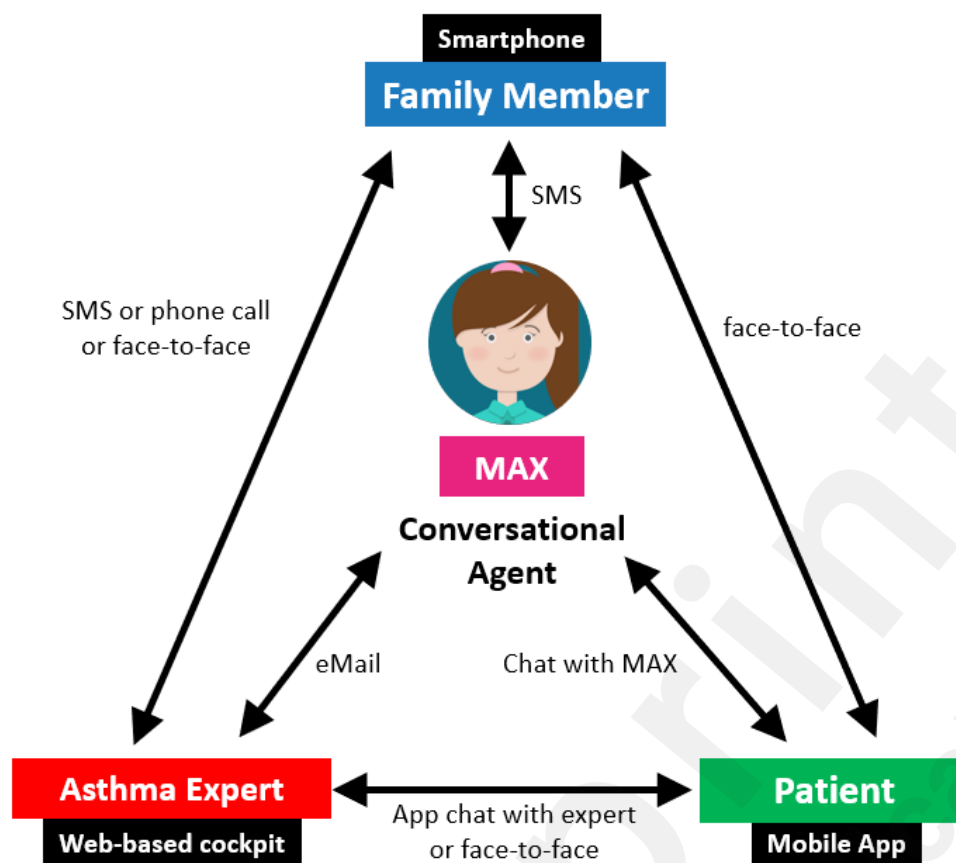 Smartphone
Family Member
SMS
SMS or phone call
or face-to-face
face-to-face
MAX
Conversational
Agent
eMail
Chat with MAX
Asthma Expert
Web-based cockpit
App chat with expert
or face-to-face
Patient
Mobile App
print